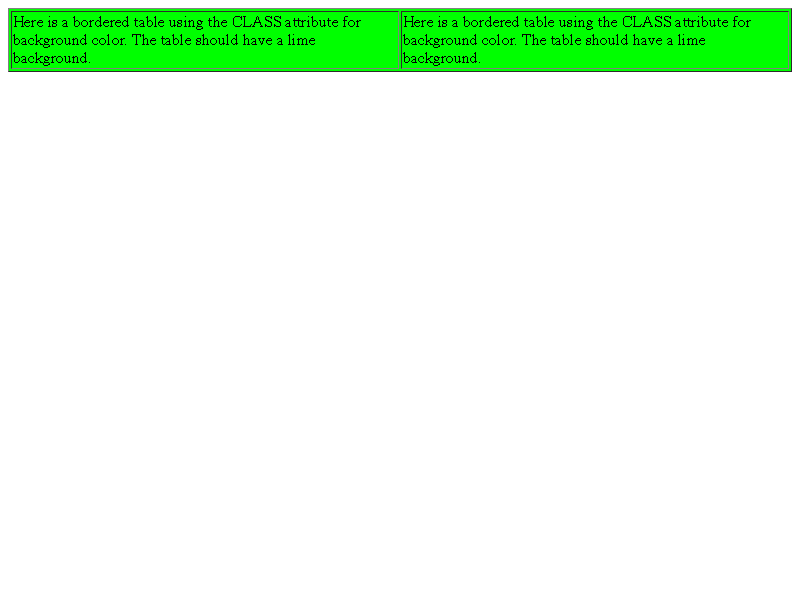 Here is a bordered table using the CLASS attribute for
background color. The table should have a lime
background.
Here is a bordered table using the CLASS attribute for
background color. The table should have a lime
background.